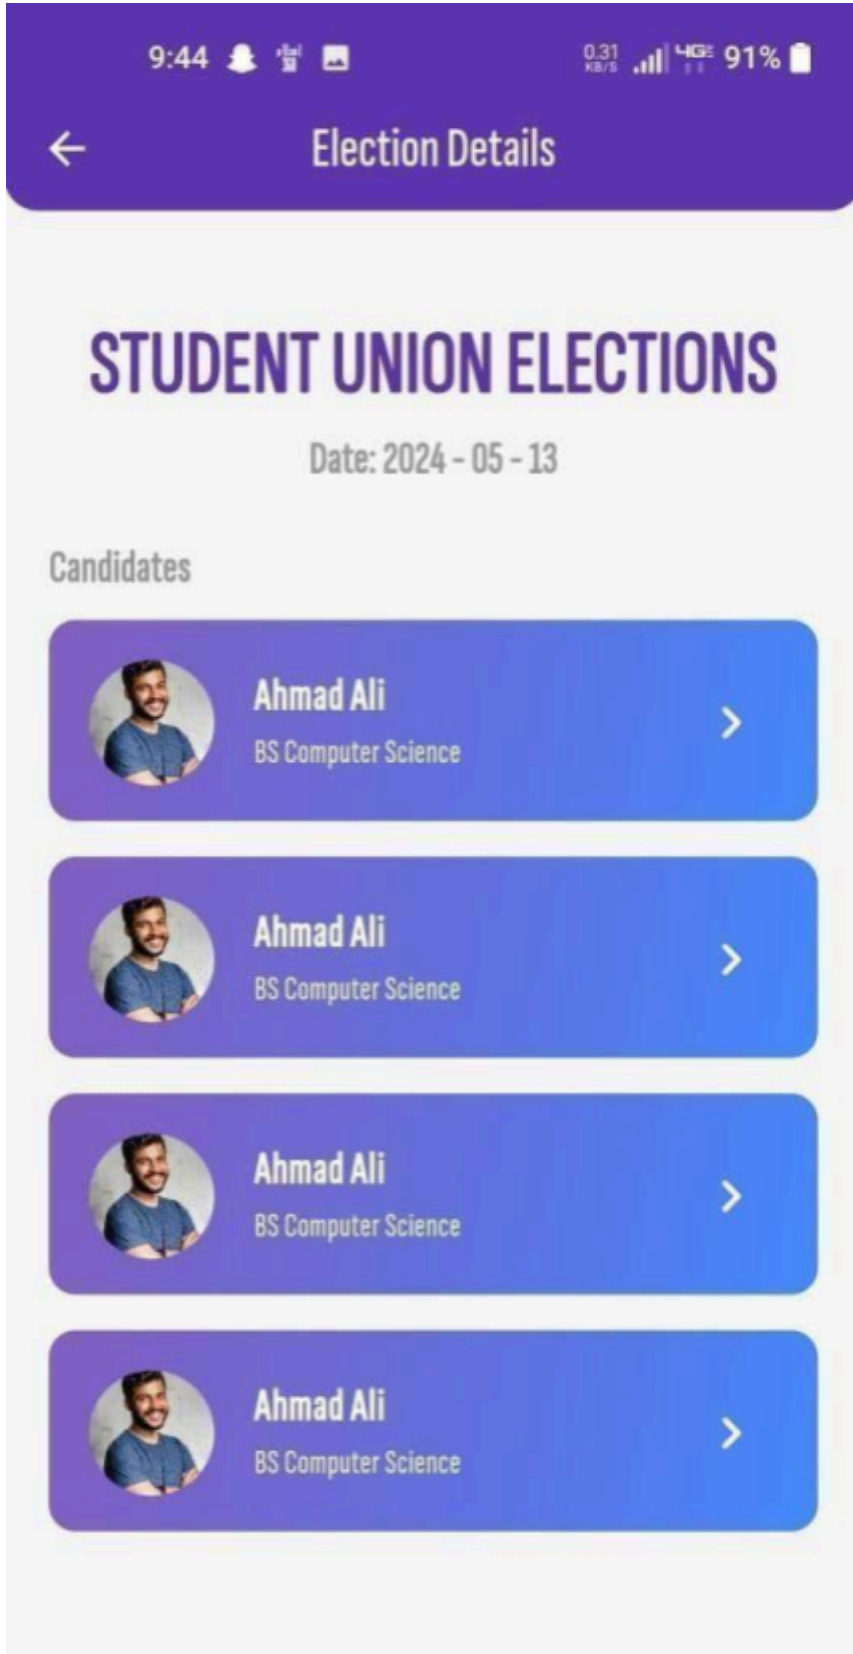 9:44
0.31
KB/S
4G
91%
Election Details
STUDENT UNION ELECTIONS
Date: 2024 - 05 - 13
Candidates
Ahmad Ali
BS Computer Science
Ahmad Ali
BS Computer Science
Ahmad Ali
BS Computer Science
Ahmad Ali
BS Computer Science